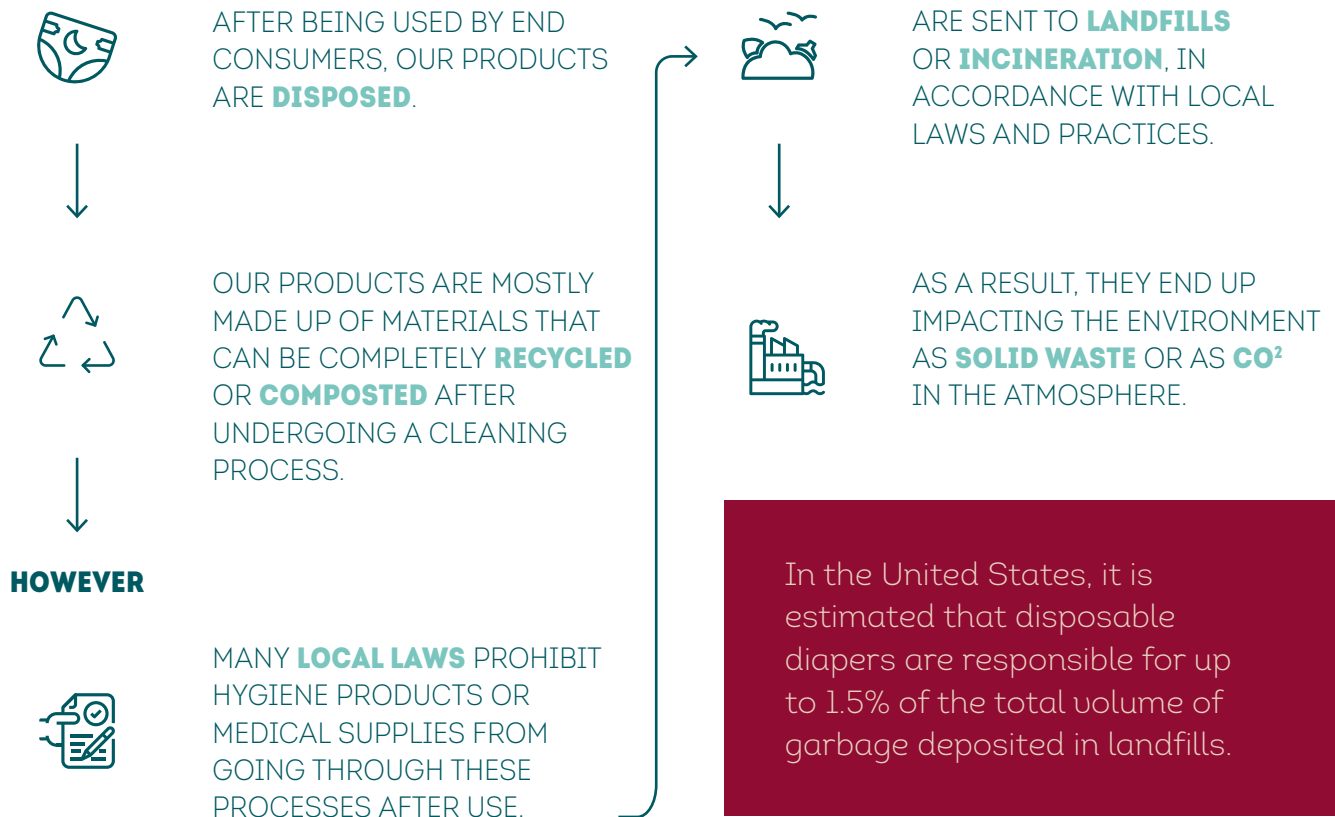 AFTER BEING USED BY END
CONSUMERS, OUR PRODUCTS
ARE DISPOSED.
OUR PRODUCTS ARE MOSTLY
MADE UP OF MATERIALS THAT
CAN BE COMPLETELY RECYCLED
OR COMPOSTED AFTER
UNDERGOING A CLEANING
PROCESS.
HOWEVER
MANY LOCAL LAWS PROHIBIT
HYGIENE PRODUCTS OR
MEDICAL SUPPLIES FROM
GOING THROUGH THESE
PROCESSES AFTER USE.
ARE SENT TO LANDFILLS
OR INCINERATION, IN
ACCORDANCE WITH LOCAL
LAWS AND PRACTICES.
AS A RESULT, THEY END UP
IMPACTING THE ENVIRONMENT
AS SOLID WASTE OR AS CO²
IN THE ATMOSPHERE.
In the United States, it is
estimated that disposable
diapers are responsible for up
to 1.5% of the total volume of
garbage deposited in landfills.